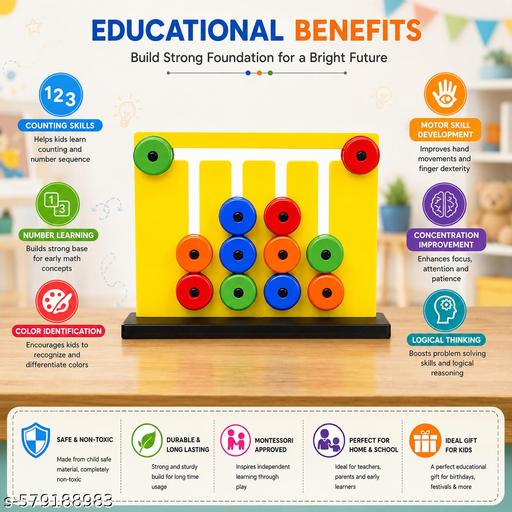 EDUCATIONAL BENEFITS
Build Strong Foundation for a Bright Future
123
COUNTING SKILLS
Helps kids learn
counting and
number sequence
1
3
NUMBER LEARNING
Builds strong base
for early math
concepts
COLOR IDENTIFICATION
Encourages kids to
recognize and
differentiate colors
MOTOR SKILL
DEVELOPMENT
Improves hand
movements and
finger dexterity
CONCENTRATION
IMPROVEMENT
Enhances focus,
attention and
patience
LOGICAL THINKING
Boosts problem solving
skills and logical
reasoning
SAFE & NON-TOXIC
Made from child safe
material, completely
non-toxic
DURABLE &
LONG LASTING
Strong and sturdy
build for long time
usage
MONTESSORI
APPROVED
Inspires independent
learning through
play
PERFECT FOR
HOME & SCHOOL
Ideal for teachers,
parents and
early learners
IDEAL GIFT
FOR KIDS
A perfect educational
gift for birthdays,
festivals & more
s-579188983